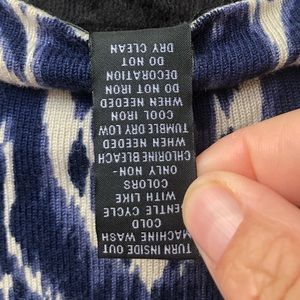 TURN INSIDE OUT
MACHINE WASH
COLD
GENTLE CYCLE
WITH LIKE
COLORS
ONLY NON-
CHLORINE BLEACH
WHEN NEEDED
TUMBLE DRY LOW
COOL IRON
WHEN NEEDED
DO NOT IRON
DECORATION
DO NOT
DRY CLEAN